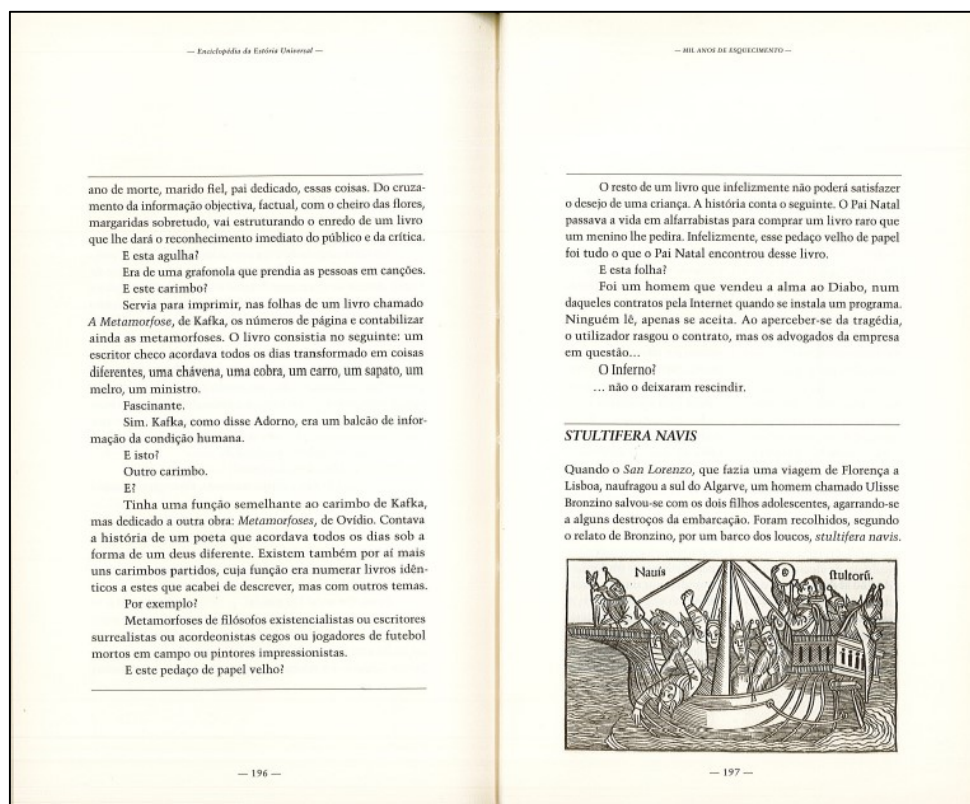 — Enciclopédia da Estória Universal —
ano de morte, marido fiel, pai dedicado, essas coisas. Do cruza-
mento da informação objectiva, factual, com o cheiro das flores,
margaridas sobretudo, vai estruturando o enredo de um livro
que lhe dará o reconhecimento imediato do público e da crítica.
E esta agulha?
Era de uma grafonola que prendia as pessoas em canções.
E este carimbo?
Servia para imprimir, nas folhas de um livro chamado
A Metamorfose, de Kafka, os números de página e contabilizar
ainda as metamorfoses. O livro consistia no seguinte: um
escritor checo acordava todos os dias transformado em coisas
diferentes, uma chávena, uma cobra, um carro, um sapato, um
melro, um ministro.
Fascinante.
Sim. Kafka, como disse Adorno, era um balcão de infor-
mação da condição humana.
E isto?
Outro carimbo.
E?
Tinha uma função semelhante ao carimbo de Kafka,
mas dedicado a outra obra: Metamorfoses, de Ovídio. Contava
a história de um poeta que acordava todos os dias sob a
forma de um deus diferente. Existem também por aí mais
uns carimbos partidos, cuja função era numerar livros idên-
ticos a estes que acabei de descrever, mas com outros temas.
Por exemplo?
Metamorfoses de filósofos existencialistas ou escritores
surrealistas ou acordeonistas cegos ou jogadores de futebol
mortos em campo ou pintores impressionistas.
E este pedaço de papel velho?
— 196 —
— MIL ANOS DE ESQUECIMENTO —
O resto de um livro que infelizmente não poderá satisfazer
o desejo de uma criança. A história conta o seguinte. O Pai Natal
passava a vida em alfarrabistas para comprar um livro raro que
um menino lhe pedira. Infelizmente, esse pedaço velho de papel
foi tudo o que o Pai Natal encontrou desse livro.
E esta folha?
Foi um homem que vendeu a alma ao Diabo, num
daqueles contratos pela Internet quando se instala um programa.
Ninguém lê, apenas se aceita. Ao aperceber-se da tragédia,
o utilizador rasgou o contrato, mas os advogados da empresa
em questão...
O Inferno?
... não o deixaram rescindir.
STULTIFERA NAVIS
Quando o San Lorenzo, que fazia uma viagem de Florença a
Lisboa, naufragou a sul do Algarve, um homem chamado Ulisse
Bronzino salvou-se com os dois filhos adolescentes, agarrando-se
a alguns destroços da embarcação. Foram recolhidos, segundo
o relato de Bronzino, por um barco dos loucos, stultifera navis.
Nauis stultorū.
— 197 —